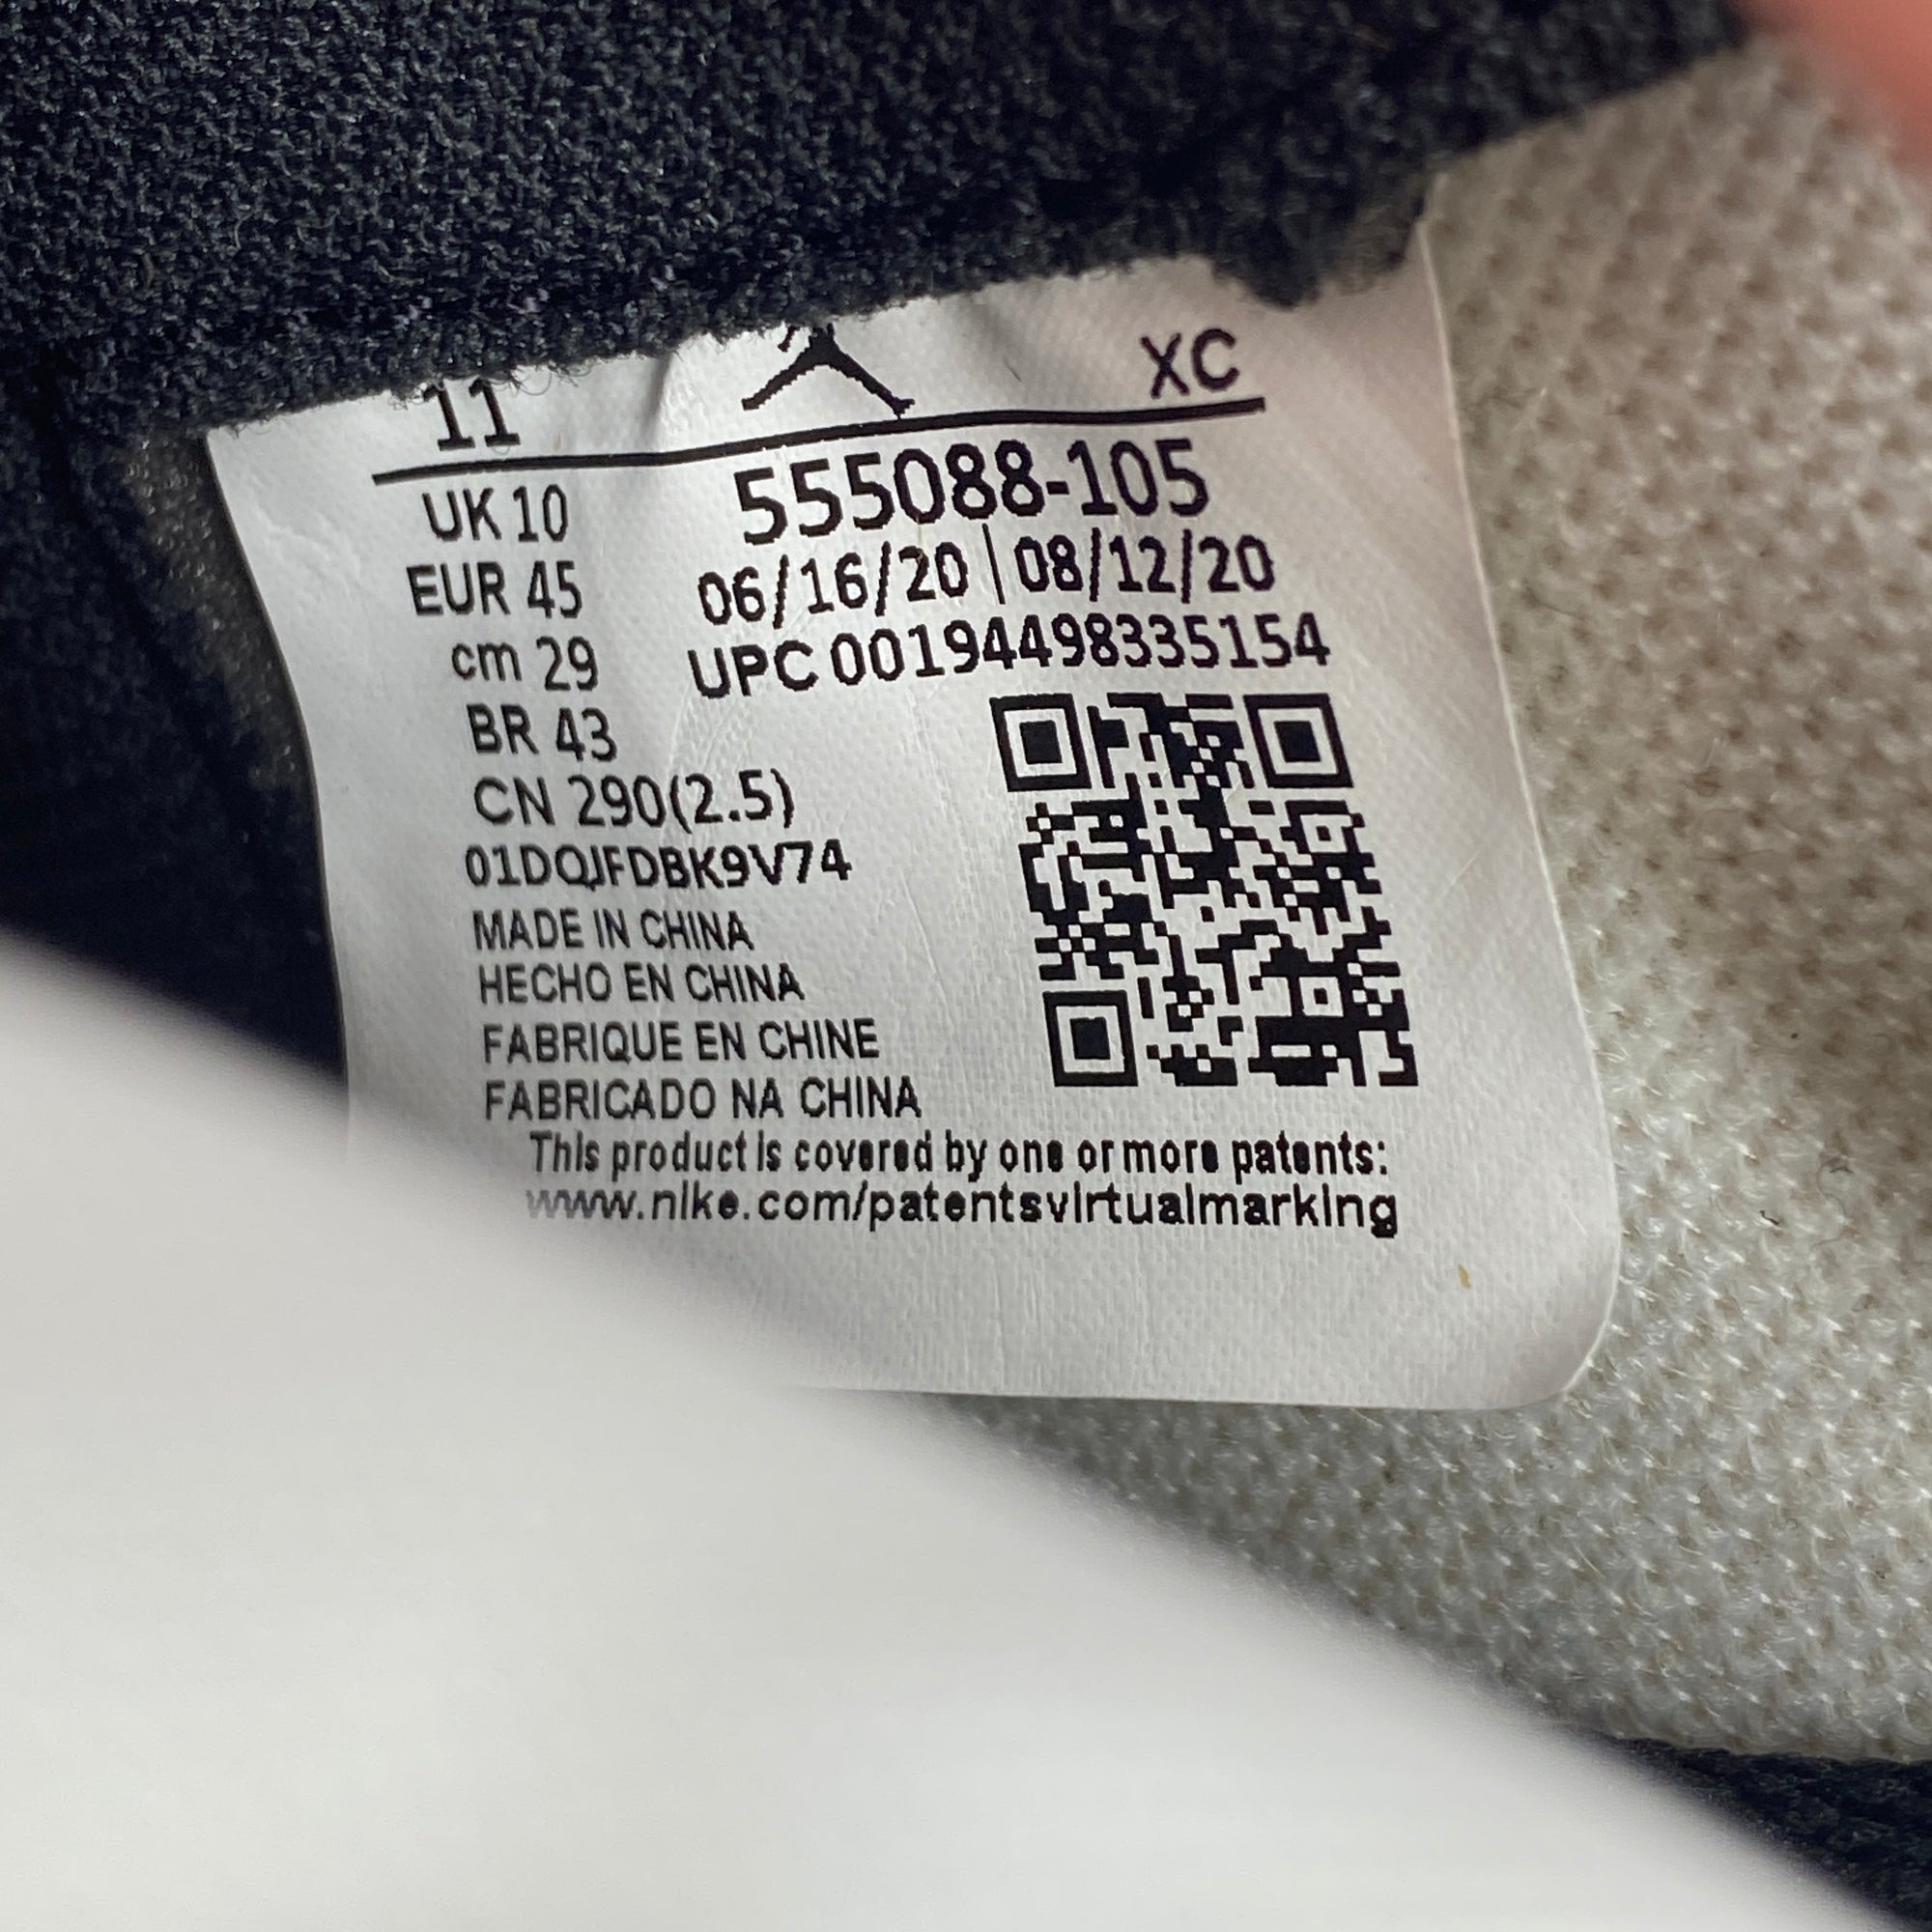 11 XC
UK 10 555088-105
EUR 45 06/16/20 | 08/12/20
cm 29 UPC 00194498335154
BR 43
CN 290(2.5)
01DQJFDBK9V74
MADE IN CHINA
HECHO EN CHINA
FABRIQUE EN CHINE
FABRICADO NA CHINA
This product is covered by one or more patents:
www.nike.com/patentsvirtualmarking